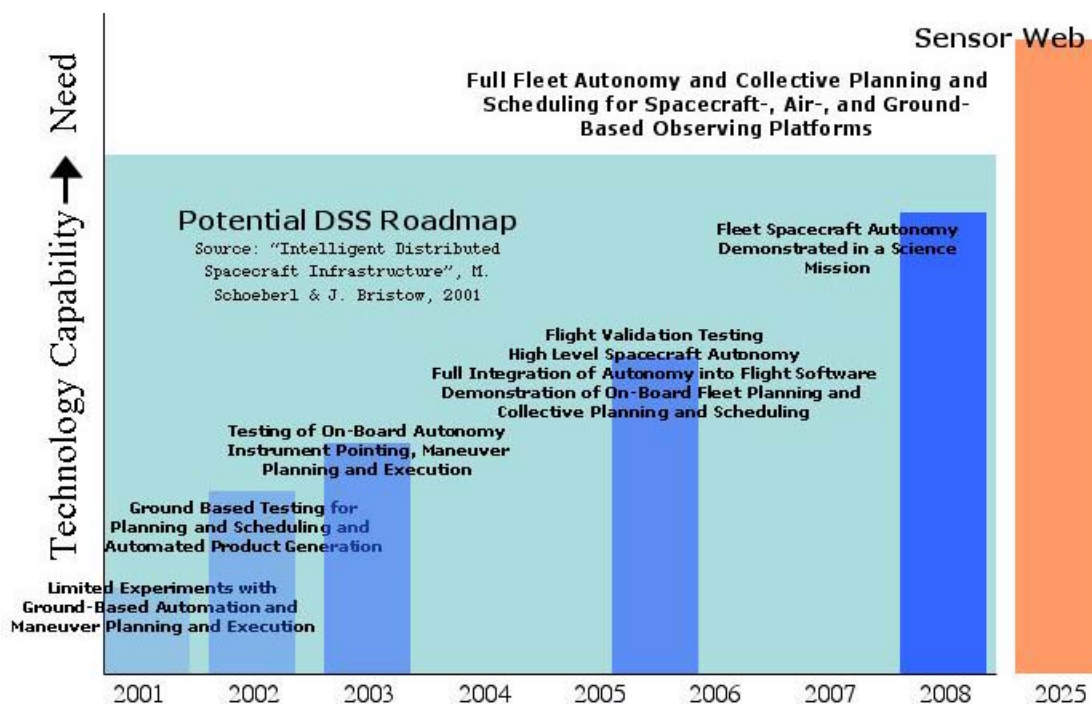 Sensor Web
Full Fleet Autonomy and Collective Planning and
Scheduling for Spacecraft-, Air-, and Ground-
Based Observing Platforms
Technology Capability → Need
Potential DSS Roadmap
Source: "Intelligent Distributed
Spacecraft Infrastructure", M.
Schoeberl & J. Bristow, 2001
Fleet Spacecraft Autonomy
Demonstrated in a Science
Mission
Flight Validation Testing
High Level Spacecraft Autonomy
Full Integration of Autonomy into Flight Software
Demonstration of On-Board Fleet Planning and
Collective Planning and Scheduling
Testing of On-Board Autonomy
Instrument Pointing, Maneuver
Planning and Execution
Ground Based Testing for
Planning and Scheduling and
Automated Product Generation
Limited Experiments with
Ground-Based Automation and
Maneuver Planning and Execution
2001 2002 2003 2004 2005 2006 2007 2008 2025